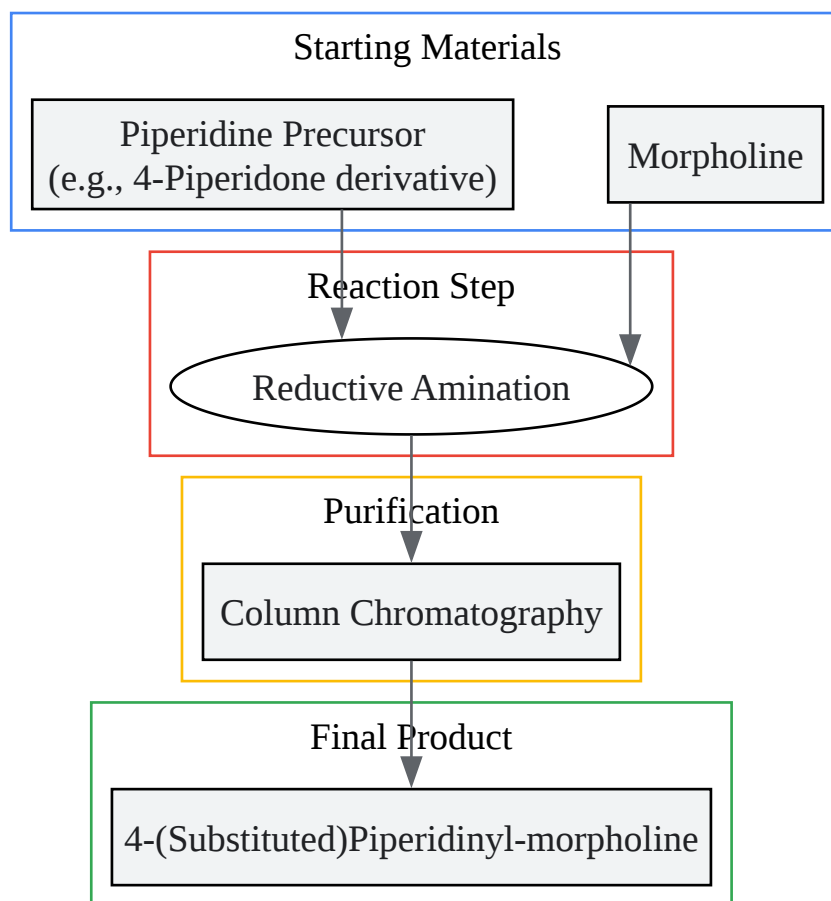 Starting Materials
Piperidine Precursor
(e.g., 4-Piperidone derivative)
Morpholine
Reaction Step
Reductive Amination
Purification
Column Chromatography
Final Product
4-(Substituted)Piperidinyl-morpholine